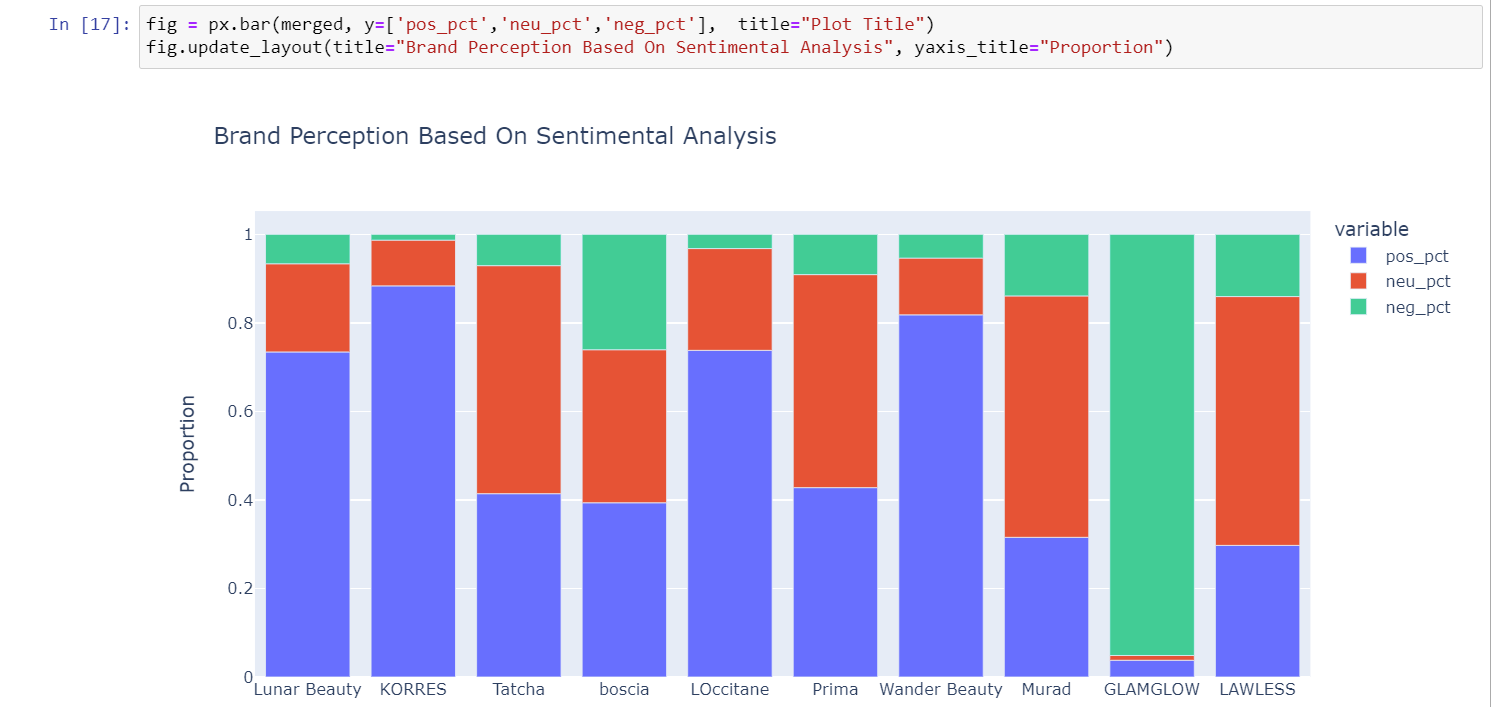 In [17]: fig = px.bar(merged, y=['pos_pct','neu_pct','neg_pct'],  title="Plot Title")
fig.update_layout(title="Brand Perception Based On Sentimental Analysis", yaxis_title="Proportion")
Brand Perception Based On Sentimental Analysis
variable
pos_pct
neu_pct
neg_pct
1
0.8
0.6
0.4
0.2
0
Proportion
Lunar Beauty KORRES Tatcha boscia LOccitane Prima Wander Beauty Murad GLAMGLOW LAWLESS